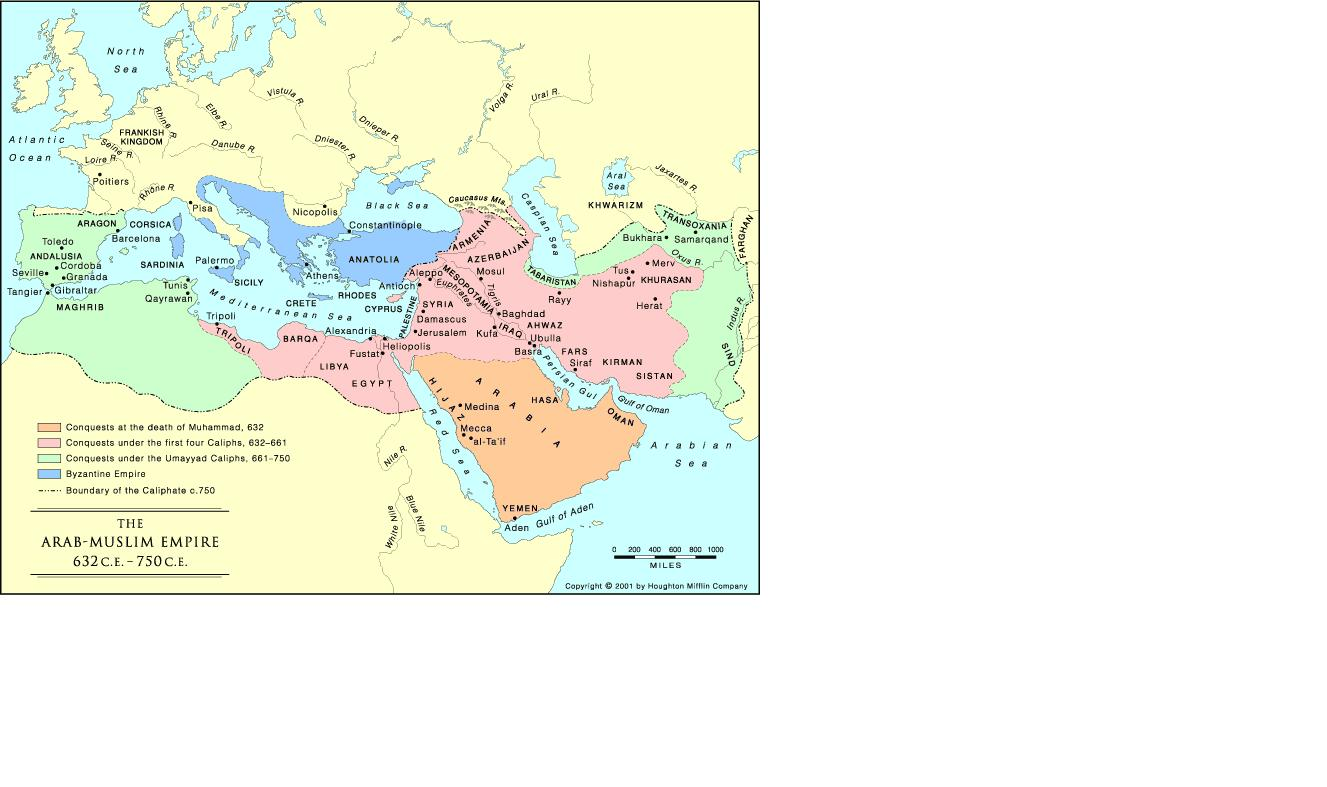 North
Sea
Atlantic
Ocean
FRANKISH
KINGDOM
Rhine R.
Elbe R.
Vistula R.
Dnieper R.
Dniester R.
Danube R.
Volga R.
Ural R.
Seine R.
Loire R.
Poitiers
Rhône R.
Pisa
Nicopolis
Black Sea
Caucasus Mts.
Caspian Sea
Aral
Sea
Jaxartes R.
KHWARIZM
TRANSOXANIA
FARGHAN
Bukhara
Samarqand
Oxus R.
ARAGON
CORSICA
Barcelona
Toledo
ANDALUSIA
Cordoba
Seville
Granada
Tangier
Gibraltar
MAGHRIB
SARDINIA
Palermo
SICILY
Tunis
Qayrawan
Mediterranean Sea
Constantinople
ANATOLIA
Athens
RHODES
CRETE
CYPRUS
ARMENIA
AZERBAIJAN
TABARISTAN
Aleppo
Antioch
MESOPOTAMIA
Euphrates
Mosul
Tigris
SYRIA
Damascus
PALESTINE
Jerusalem
Baghdad
Kufa
IRAQ
AHWAZ
Ubulla
Basra
Rayy
Merv
Tus
Nishapur
KHURASAN
Herat
FARS
Siraf
KIRMAN
SISTAN
Indus R.
SIND
Tripoli
TRIPOLI
BARQA
Alexandria
Heliopolis
Fustat
LIBYA
EGYPT
Persian Gul
Gulf of Oman
HIJAZ
ARABIA
HASA
OMAN
Medina
Mecca
al-Ta'if
Red Sea
Arabian
Sea
YEMEN
Aden
Gulf of Aden
Nile R.
White Nile
Blue Nile
Conquests at the death of Muhammad, 632
Conquests under the first four Caliphs, 632–661
Conquests under the Umayyad Caliphs, 661–750
Byzantine Empire
Boundary of the Caliphate c.750
THE
ARAB-MUSLIM EMPIRE
632 C.E. – 750 C.E.
0 200 400 600 800 1000
MILES
Copyright © 2001 by Houghton Mifflin Company